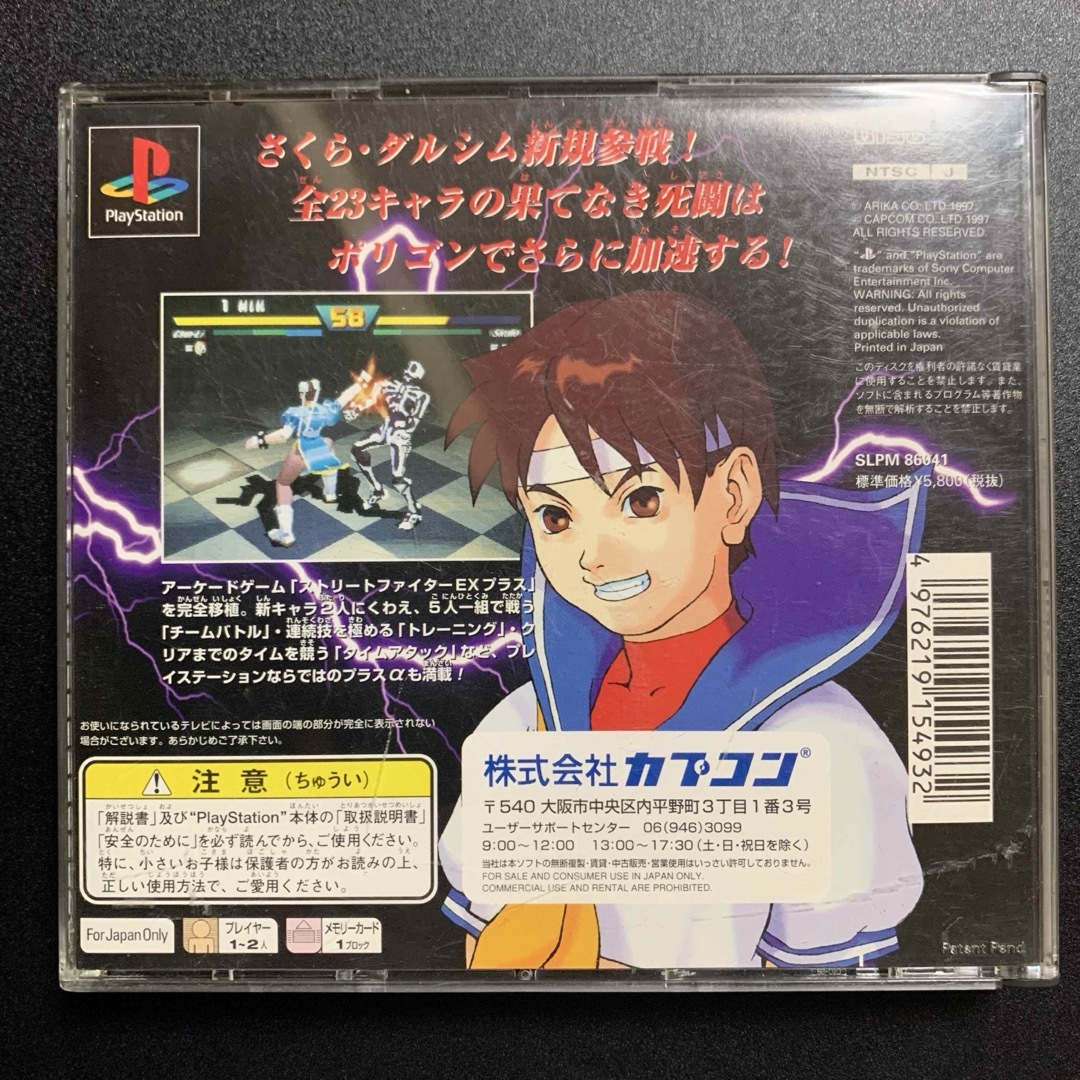 PlayStation
さくら・ダルシム新規参戦!
全23キャラの果てなき死闘は
ポリゴンでさらに加速する!
NTSC J
© ARIKA CO. LTD.1997
© CAPCOM CO. LTD.1997
ALL RIGHTS RESERVED.
" " and "PlayStation" are
trademarks of Sony Computer
Entertainment Inc.
WARNING: All rights
reserved. Unauthorized
duplication is a violation of
applicable laws.
Printed in Japan
このディスクを権利者の許諾なく賃貸業
に使用することを禁止します。また、
ソフトに含まれるプログラム等著作物
を無断で解析することを禁止します。
SLPM 86041
標準価格¥5,800(税抜)
1 WIN
58
アーケードゲーム「ストリートファイターEXプラス」
を完全移植。新キャラ2人にくわえ、5人一組で戦う
「チームバトル」・連続技を極める「トレーニング」・ク
リアまでのタイムを競う「タイムアタック」など、プレ
イステーションならではのプラスαも満載!
4 976219 154932
お使いになられているテレビによっては画面の端の部分が完全に表示されない
場合がございます。あらかじめご了承下さい。
注意(ちゅうい)
「解説書」及び"PlayStation"本体の「取扱説明書」
「安全のために」を必ず読んでから、ご使用ください。
特に、小さいお子様は保護者の方がお読みの上、
正しい使用方法で、ご愛用ください。
株式会社カプコン®
〒540 大阪市中央区内平野町3丁目1番3号
ユーザーサポートセンター 06(946)3099
9:00～12:00 13:00～17:30(土・日・祝日を除く)
当社は本ソフトの無断複製・賃貸・中古販売・営業使用はいっさい許可しておりません。
FOR SALE AND CONSUMER USE IN JAPAN ONLY.
COMMERCIAL USE AND RENTAL ARE PROHIBITED.
For Japan Only
プレイヤー
1～2人
メモリーカード
1ブロック
Patent Pend